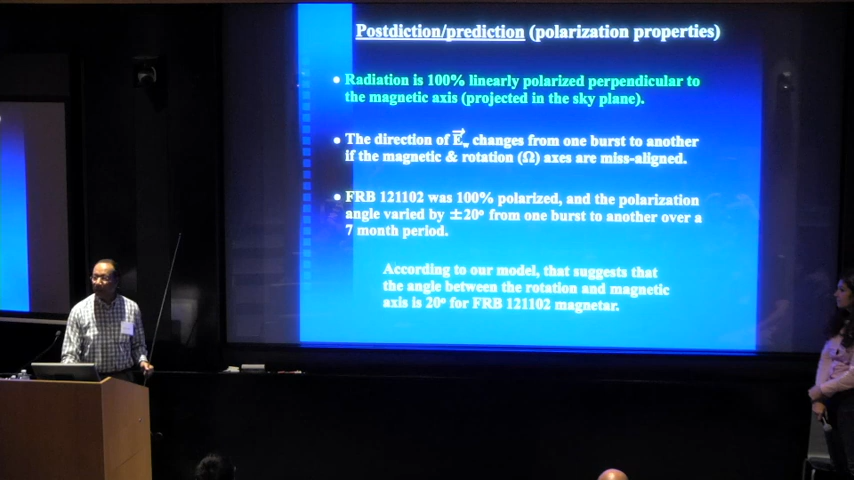 Postdiction/prediction (polarization properties)
Radiation is 100% linearly polarized perpendicular to
the magnetic axis (projected in the sky plane).
The direction of E⃗w changes from one burst to another
if the magnetic & rotation (Ω) axes are miss-aligned.
FRB 121102 was 100% polarized, and the polarization
angle varied by ±20° from one burst to another over a
7 month period.
According to our model, that suggests that
the angle between the rotation and magnetic
axis is 20° for FRB 121102 magnetar.